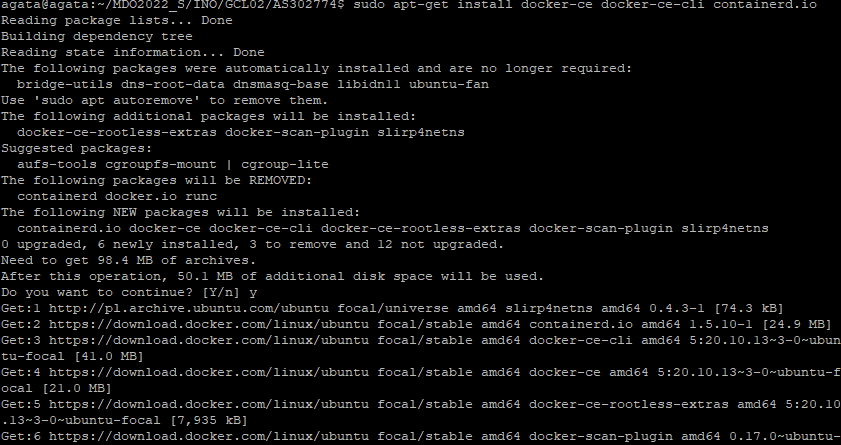 agata@agata:~/MDO2022_S/INO/GCL02/AS302774$ sudo apt-get install docker-ce docker-ce-cli containerd.io
Reading package lists... Done
Building dependency tree
Reading state information... Done
The following packages were automatically installed and are no longer required:
  bridge-utils dns-root-data dnsmasq-base libidn11 ubuntu-fan
Use 'sudo apt autoremove' to remove them.
The following additional packages will be installed:
  docker-ce-rootless-extras docker-scan-plugin slirp4netns
Suggested packages:
  aufs-tools cgroupfs-mount | cgroup-lite
The following packages will be REMOVED:
  containerd docker.io runc
The following NEW packages will be installed:
  containerd.io docker-ce docker-ce-cli docker-ce-rootless-extras docker-scan-plugin slirp4netns
0 upgraded, 6 newly installed, 3 to remove and 12 not upgraded.
Need to get 98.4 MB of archives.
After this operation, 50.1 MB of additional disk space will be used.
Do you want to continue? [Y/n] y
Get:1 http://pl.archive.ubuntu.com/ubuntu focal/universe amd64 slirp4netns amd64 0.4.3-1 [74.3 kB]
Get:2 https://download.docker.com/linux/ubuntu focal/stable amd64 containerd.io amd64 1.5.10-1 [24.9 MB]
Get:3 https://download.docker.com/linux/ubuntu focal/stable amd64 docker-ce-cli amd64 5:20.10.13~3-0~ubun
tu-focal [41.0 MB]
Get:4 https://download.docker.com/linux/ubuntu focal/stable amd64 docker-ce amd64 5:20.10.13~3-0~ubuntu-f
ocal [21.0 MB]
Get:5 https://download.docker.com/linux/ubuntu focal/stable amd64 docker-ce-rootless-extras amd64 5:20.10
.13~3-0~ubuntu-focal [7,935 kB]
Get:6 https://download.docker.com/linux/ubuntu focal/stable amd64 docker-scan-plugin amd64 0.17.0~ubuntu-